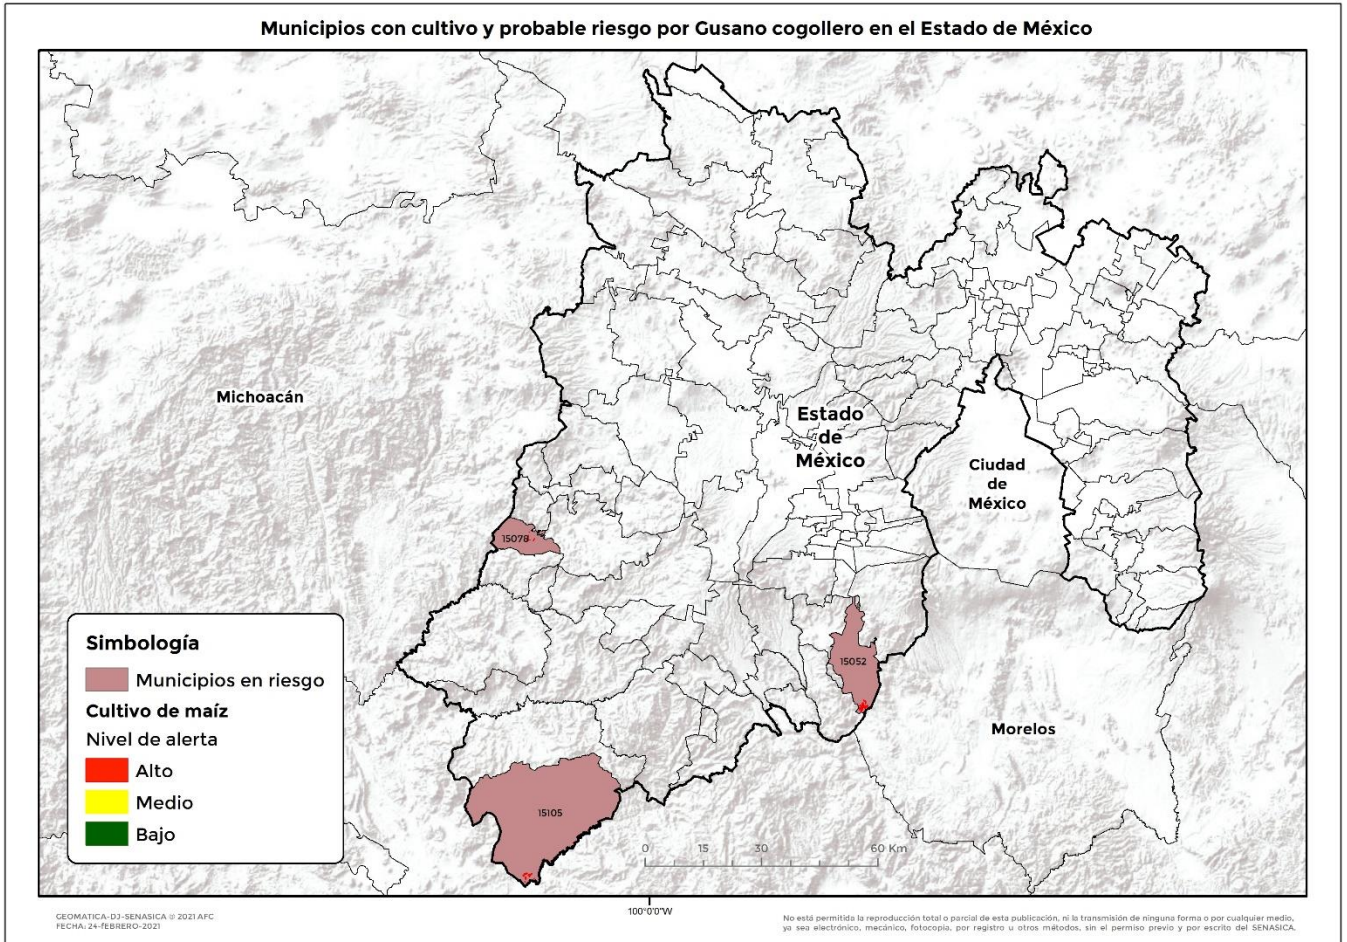 Municipios con cultivo y probable riesgo por Gusano cogollero en el Estado de México
Michoacán
Estado
de
México
Ciudad
de
México
15078
15052
Morelos
15105
Simbología
Municipios en riesgo
Cultivo de maíz
Nivel de alerta
Alto
Medio
Bajo
0 15 30 60 Km
100°0'0"W
GEOMATICA-DJ-SENASICA © 2021 AFC
FECHA: 24-fEBRERO-2021
No está permitida la reproducción total o parcial de esta publicación, ni la transmisión de ninguna forma o por cualquier medio,
ya sea electrónico, mecánico, fotocopia, por registro u otros métodos, sin el permiso previo y por escrito del SENASICA.